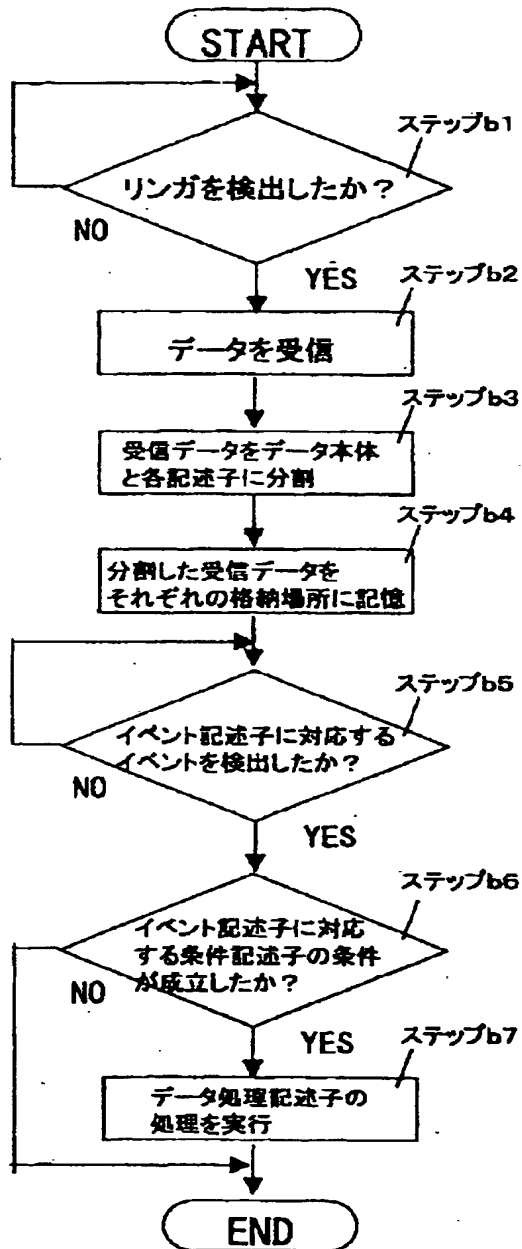 START
ステップb1
リンガを検出したか？
NO
YES
ステップb2
データを受信
ステップb3
受信データをデータ本体
と各記述子に分割
ステップb4
分割した受信データを
それぞれの格納場所に記憶
ステップb5
イベント記述子に対応する
イベントを検出したか？
NO
YES
ステップb6
イベント記述子に対応
する条件記述子の条件
が成立したか？
NO
YES
ステップb7
データ処理記述子の
処理を実行
END